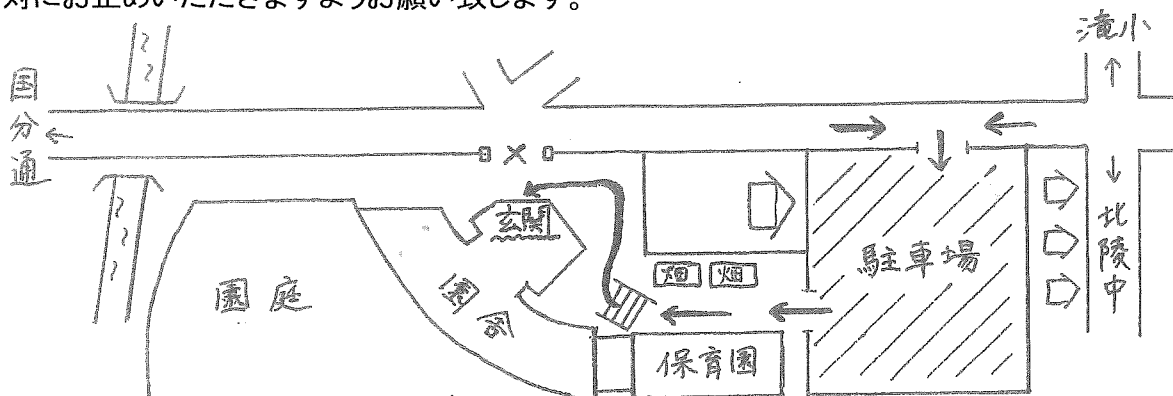 対にお止めいただきますようお願い致します。
滝小
国分通
玄関
畑 畑
駐車場
北陵中
園庭
園舎
保育園